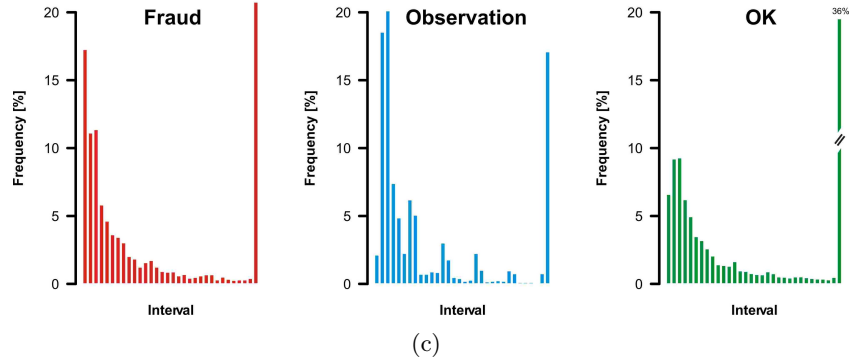 Fraud
Frequency [%]
20
15
10
5
0
Interval
Observation
Frequency [%]
20
15
10
5
0
Interval
OK
36%
Frequency [%]
20
15
10
5
0
Interval
(c)